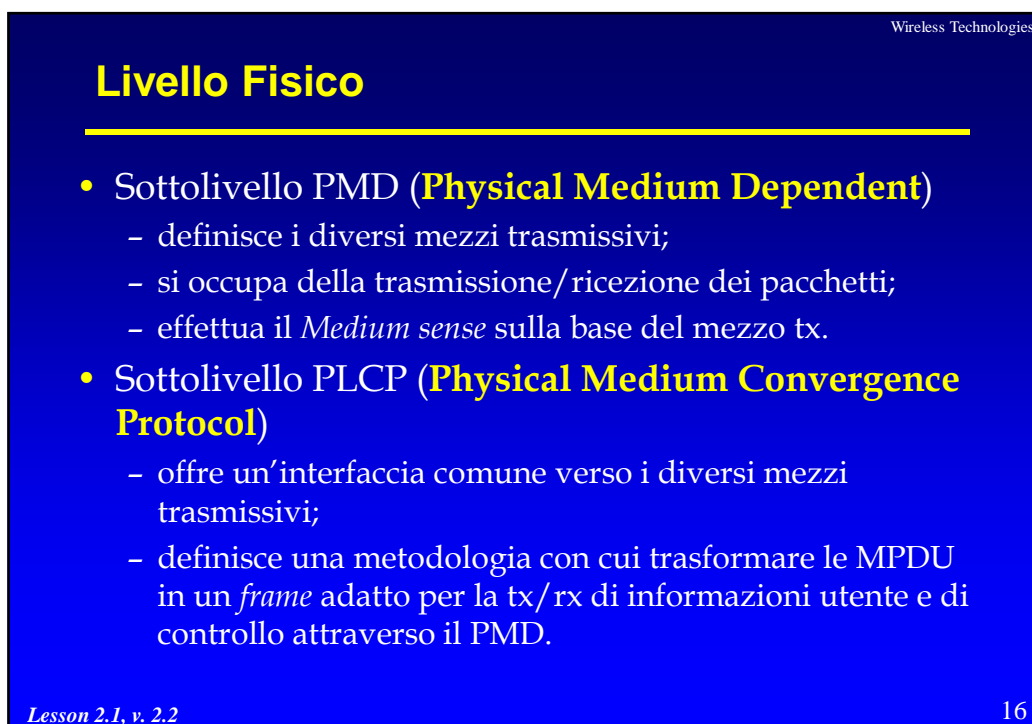 Wireless Technologies
Livello Fisico
• Sottolivello PMD (Physical Medium Dependent)
– definisce i diversi mezzi trasmissivi;
– si occupa della trasmissione/ricezione dei pacchetti;
– effettua il Medium sense sulla base del mezzo tx.
• Sottolivello PLCP (Physical Medium Convergence
Protocol)
– offre un'interfaccia comune verso i diversi mezzi
trasmissivi;
– definisce una metodologia con cui trasformare le MPDU
in un frame adatto per la tx/rx di informazioni utente e di
controllo attraverso il PMD.
Lesson 2.1, v. 2.2
16